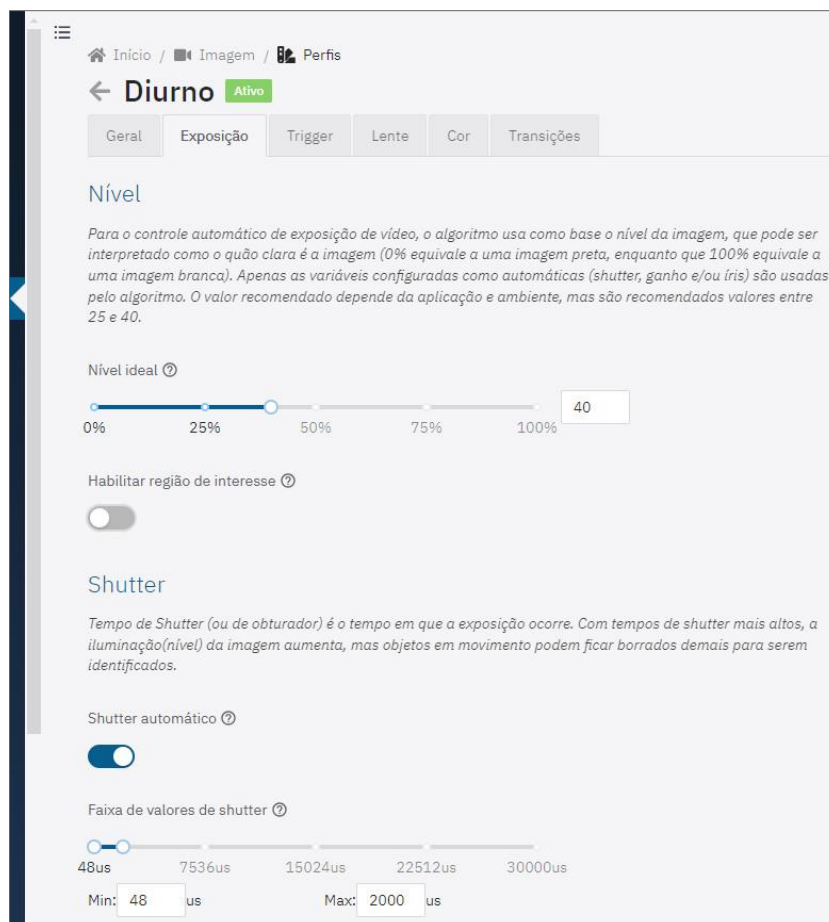 Início / Imagem / Perfis
Diurno Ativo
Geral Exposição Trigger Lente Cor Transições
Nível
Para o controle automático de exposição de vídeo, o algoritmo usa como base o nível da imagem, que pode ser
interpretado como o quão clara é a imagem (0% equivale a uma imagem preta, enquanto que 100% equivale a
uma imagem branca). Apenas as variáveis configuradas como automáticas (shutter, ganho e/ou íris) são usadas
pelo algoritmo. O valor recomendado depende da aplicação e ambiente, mas são recomendados valores entre
25 e 40.
Nível ideal
40
0% 25% 50% 75% 100%
Habilitar região de interesse
Shutter
Tempo de Shutter (ou de obturador) é o tempo em que a exposição ocorre. Com tempos de shutter mais altos, a
iluminação(nível) da imagem aumenta, mas objetos em movimento podem ficar borrados demais para serem
identificados.
Shutter automático
Faixa de valores de shutter
48us 7536us 15024us 22512us 30000us
Min: 48 us Max: 2000 us